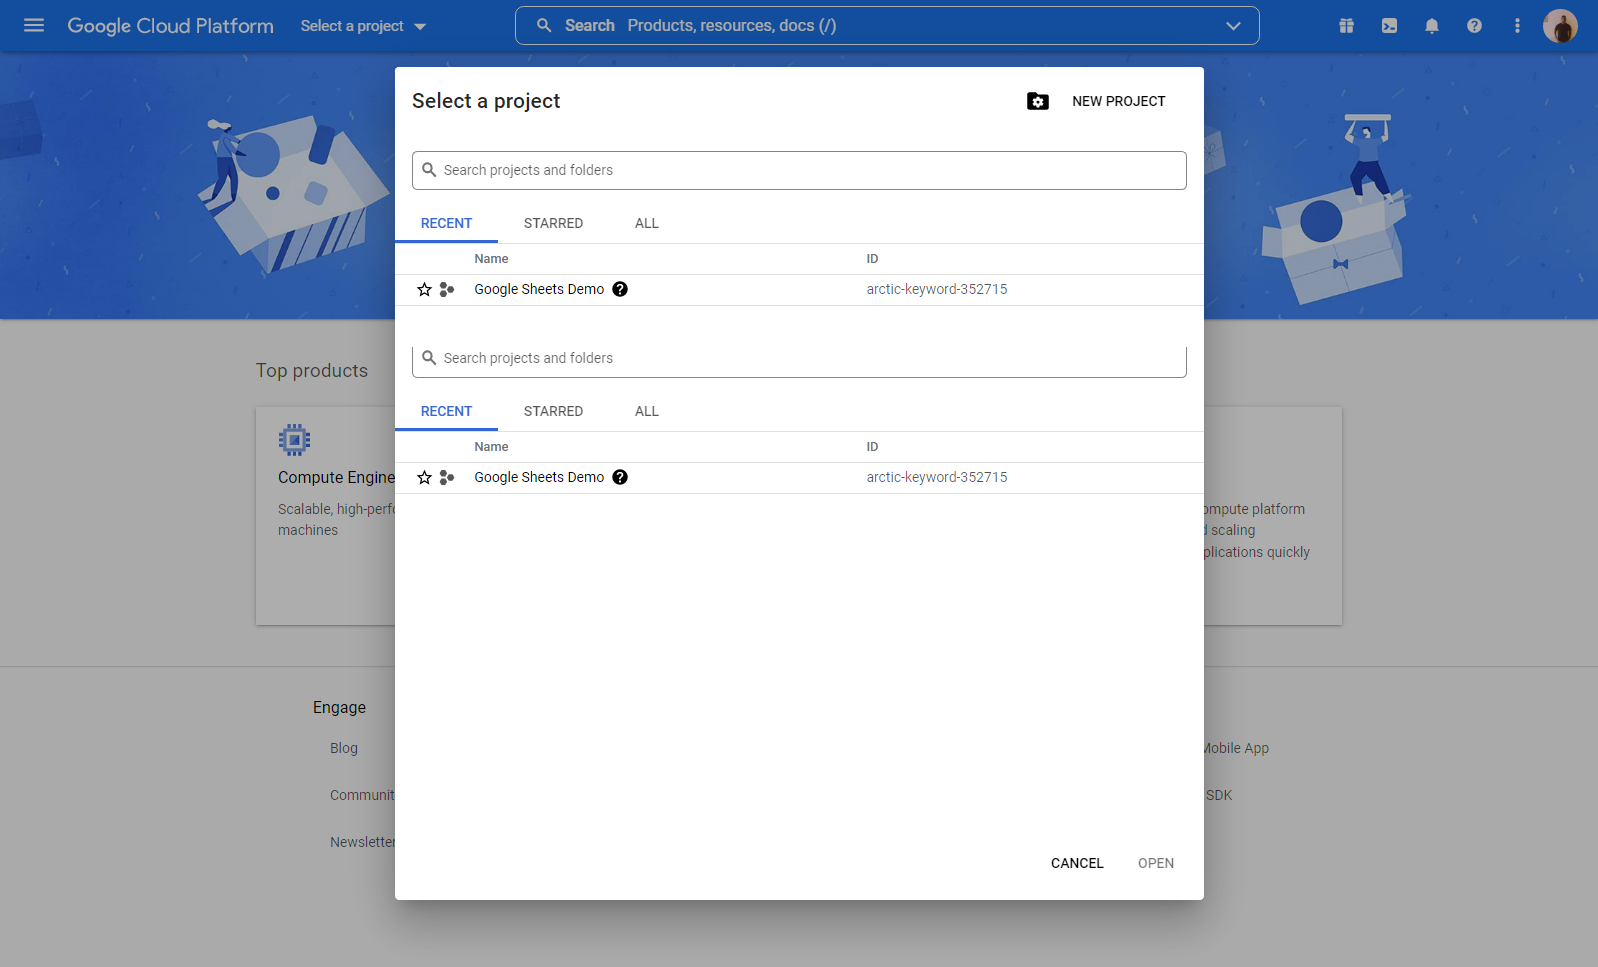 Google Cloud Platform
Select a project
Search Products, resources, docs (/)
Select a project
NEW PROJECT
Search projects and folders
RECENT STARRED ALL
Name ID
Google Sheets Demo arctic-keyword-352715
Search projects and folders
RECENT STARRED ALL
Name ID
Google Sheets Demo arctic-keyword-352715
CANCEL OPEN
Top products
Compute Engine
Scalable, high-perfo
machines
ompute platform
d scaling
plications quickly
Engage
Blog
Communit
Newsletter
Mobile App
SDK